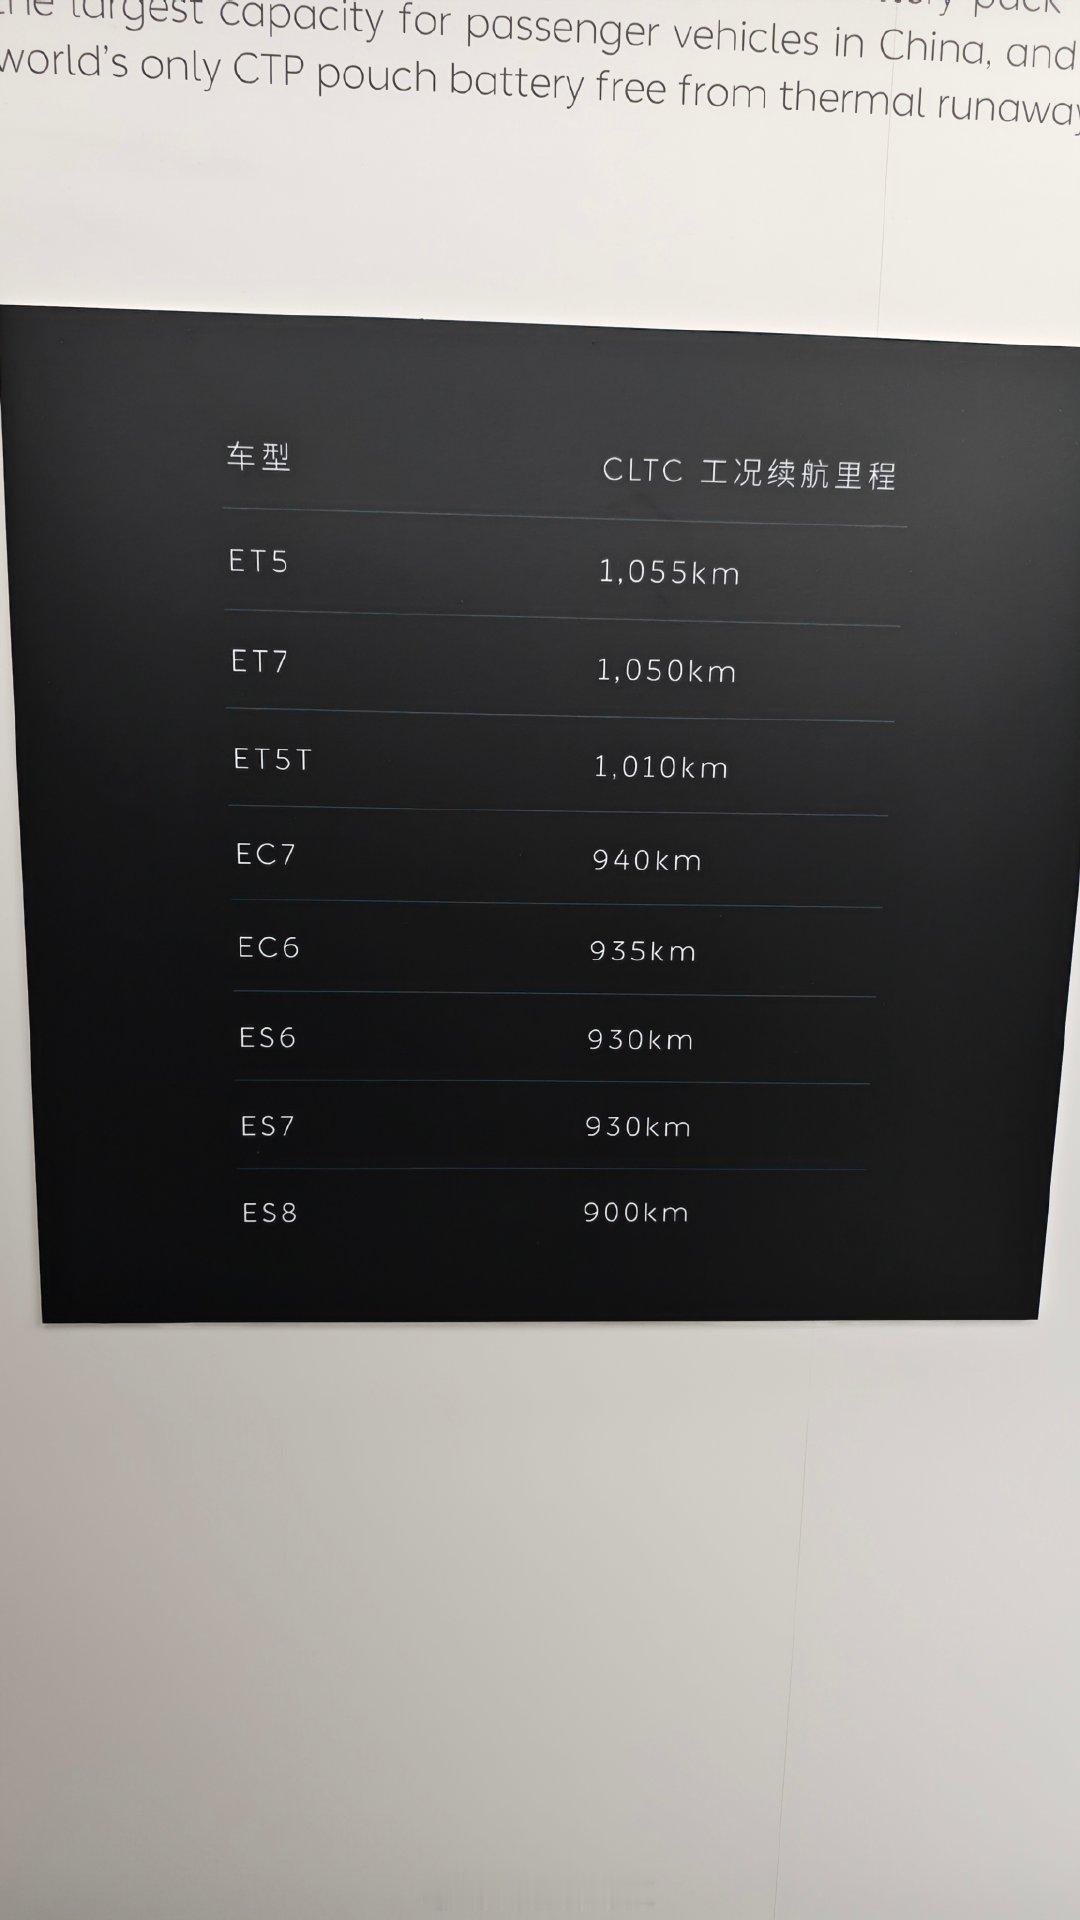 the largest capacity for passenger vehicles in China, and
world's only CTP pouch battery free from thermal runaway
车型 CLTC 工况续航里程
ET5 1,055km
ET7 1,050km
ET5T 1,010km
EC7 940km
EC6 935km
ES6 930km
ES7 930km
ES8 900km